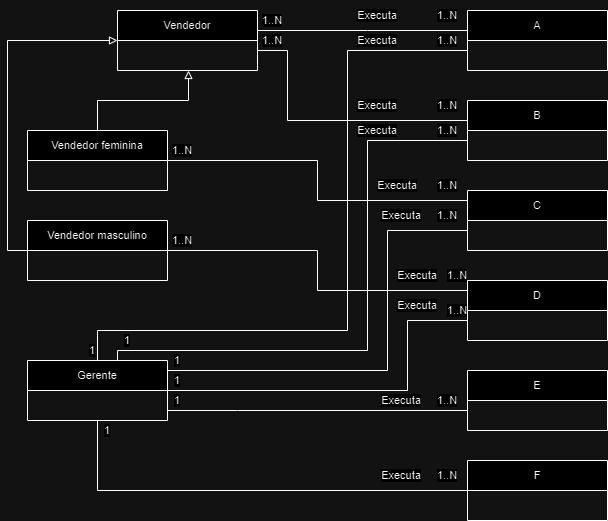 Vendedor
1..N
Executa
1..N
A
1..N
Executa
1..N
Executa
1..N
B
Executa
1..N
Vendedor feminina
1..N
Executa
1..N
C
Executa
1..N
Vendedor masculino
1..N
Executa
1..N
D
Executa
1..N
1
1
Gerente
1
1
1
Executa
1..N
E
1
Executa
1..N
F